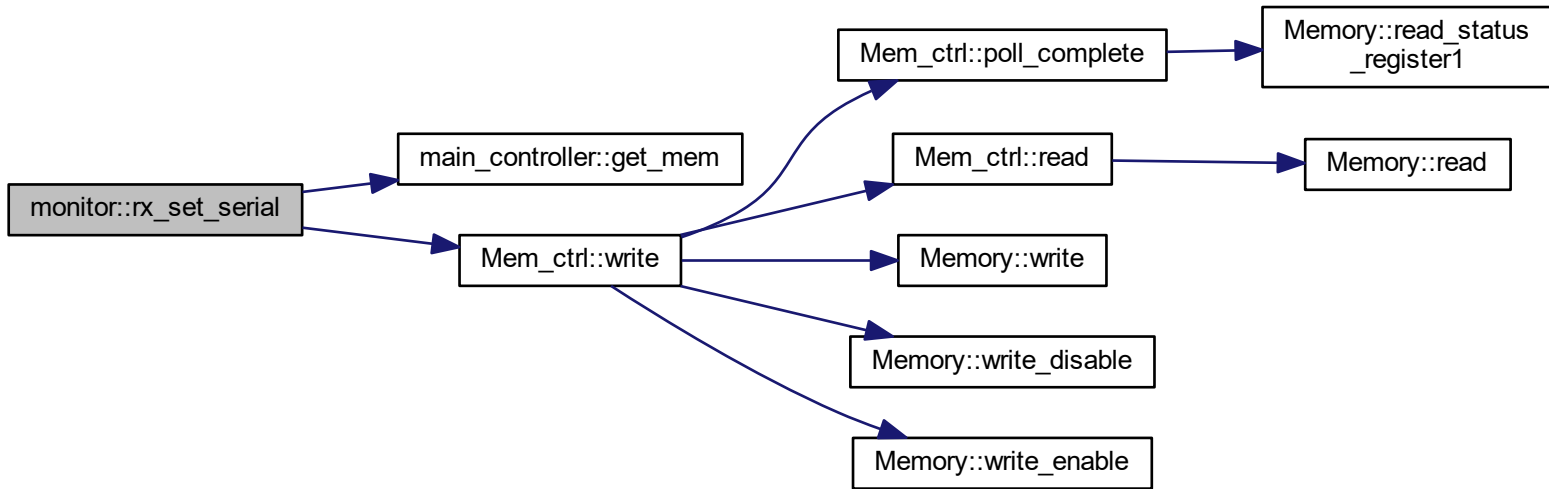 monitor::rx_set_serial
main_controller::get_mem
Mem_ctrl::write
Mem_ctrl::poll_complete
Mem_ctrl::read
Memory::write
Memory::write_disable
Memory::write_enable
Memory::read_status
_register1
Memory::read